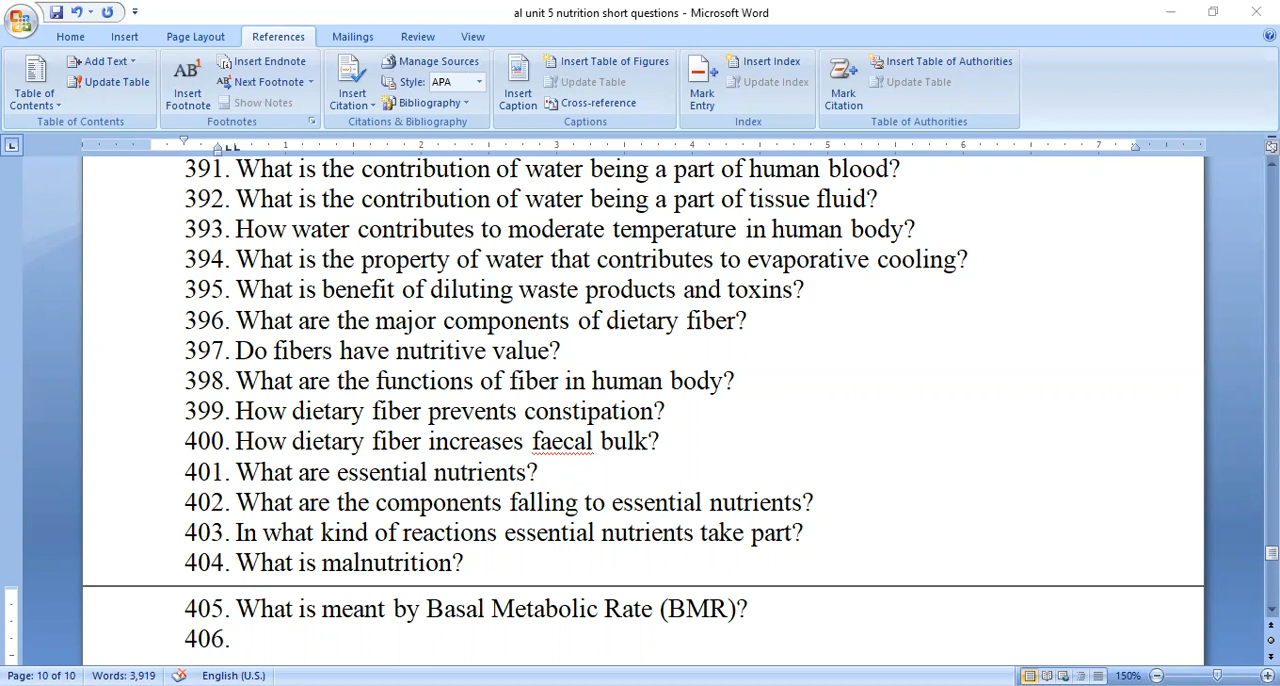 al unit 5 nutrition short questions - Microsoft Word
Home Insert Page Layout References Mailings Review View
Table of Contents
Add Text
Update Table
Table of Contents
AB1
Insert Footnote
Insert Endnote
AB1 Next Footnote
Show Notes
Footnotes
Insert Citation
Manage Sources
Style: APA
Bibliography
Citations & Bibliography
Insert Caption
Insert Table of Figures
Update Table
Cross-reference
Captions
Mark Entry
Insert Index
Update Index
Index
Mark Citation
Insert Table of Authorities
Update Table
Table of Authorities
1 2 3 4 5 6 7
391. What is the contribution of water being a part of human blood?
392. What is the contribution of water being a part of tissue fluid?
393. How water contributes to moderate temperature in human body?
394. What is the property of water that contributes to evaporative cooling?
395. What is benefit of diluting waste products and toxins?
396. What are the major components of dietary fiber?
397. Do fibers have nutritive value?
398. What are the functions of fiber in human body?
399. How dietary fiber prevents constipation?
400. How dietary fiber increases faecal bulk?
401. What are essential nutrients?
402. What are the components falling to essential nutrients?
403. In what kind of reactions essential nutrients take part?
404. What is malnutrition?
405. What is meant by Basal Metabolic Rate (BMR)?
406.
Page: 10 of 10 Words: 3,919 English (U.S.) 150%